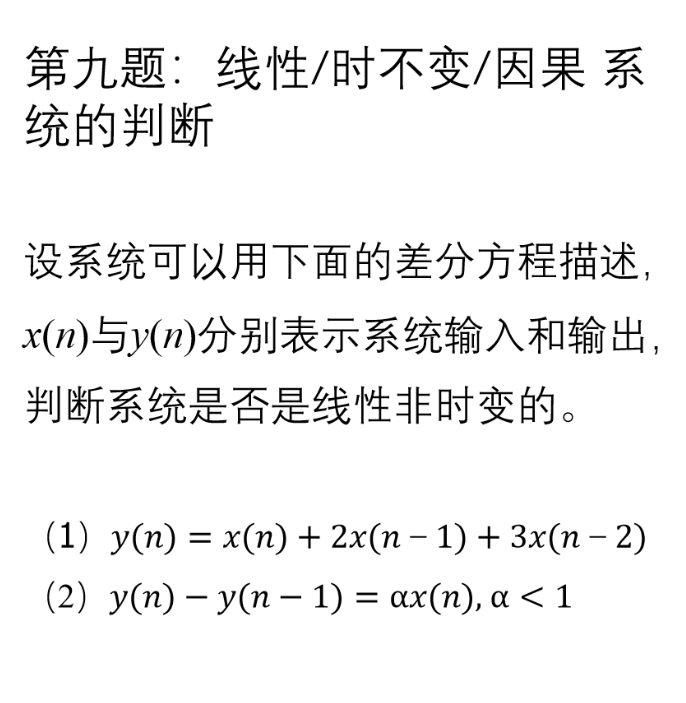 第九题：线性/时不变/因果 系
统的判断
设系统可以用下面的差分方程描述，
x(n)与y(n)分别表示系统输入和输出，
判断系统是否是线性非时变的。
（1）y(n) = x(n) + 2x(n − 1) + 3x(n − 2)
（2）y(n) − y(n − 1) = αx(n), α < 1